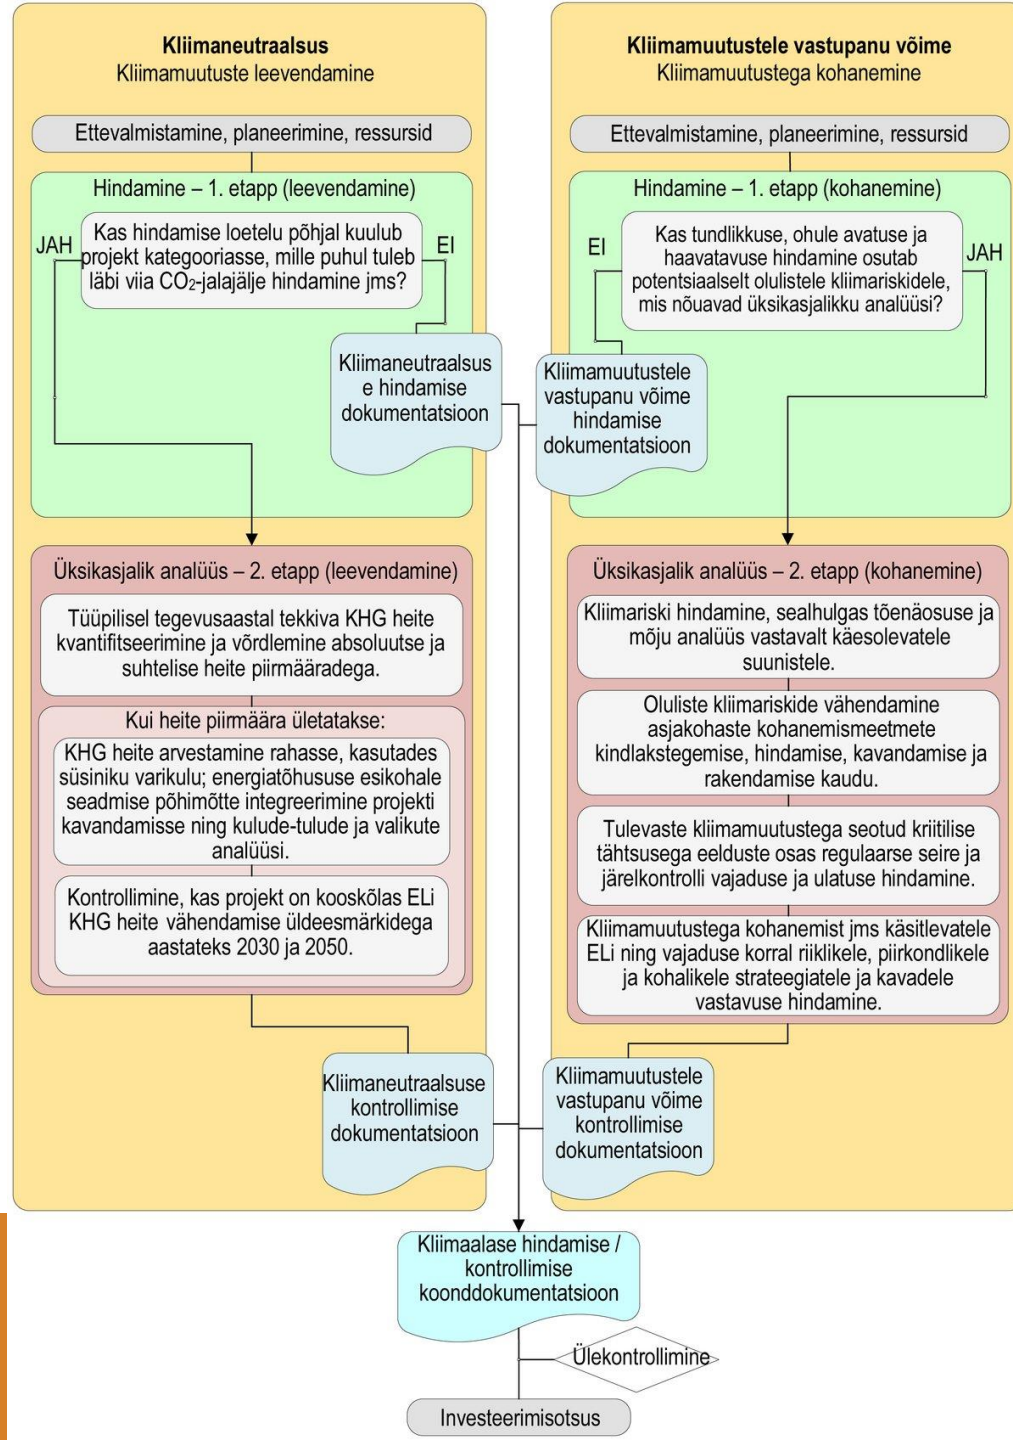 Kliimaneutraalsus
Kliimamuutuste leevendamine
Ettevalmistamine, planeerimine, ressursid
Hindamine – 1. etapp (leevendamine)
JAH
Kas hindamise loetelu põhjal kuulub
projekt kategooriasse, mille puhul tuleb
läbi viia CO₂-jalajälje hindamine jms?
EI
Kliimaneutraalsus
e hindamise
dokumentatsioon
Üksikasjalik analüüs – 2. etapp (leevendamine)
Tüüpilisel tegevusaastal tekkiva KHG heite
kvantifitseerimine ja võrdlemine absoluutse ja
suhtelise heite piirmääradega.
Kui heite piirmäära ületatakse:
KHG heite arvestamine rahasse, kasutades
süsiniku varikulu; energiatõhususe esikohale
seadmise põhimõtte integreerimine projekti
kavandamisse ning kulude-tulude ja valikute
analüüsi.
Kontrollimine, kas projekt on kooskõlas ELi
KHG heite vähendamise üldeesmärkidega
aastateks 2030 ja 2050.
Kliimaneutraalsuse
kontrollimise
dokumentatsioon
Kliimamuutustele vastupanu võime
Kliimamuutustega kohanemine
Ettevalmistamine, planeerimine, ressursid
Hindamine – 1. etapp (kohanemine)
EI
Kas tundlikkuse, ohule avatuse ja
haavatavuse hindamine osutab
potentsiaalselt olulistele kliimariskidele,
mis nõuavad üksikasjalikku analüüsi?
JAH
Kliimamuutustele
vastupanu võime
hindamise
dokumentatsioon
Üksikasjalik analüüs – 2. etapp (kohanemine)
Kliimariski hindamine, sealhulgas tõenäosuse ja
mõju analüüs vastavalt käesolevatele
suunistele.
Oluliste kliimariskide vähendamine
asjakohaste kohanemismeetmete
kindlakstegemise, hindamise, kavandamise ja
rakendamise kaudu.
Tulevaste kliimamuutustega seotud kriitilise
tähtsusega eelduste osas regulaarse seire ja
järelkontrolli vajaduse ja ulatuse hindamine.
Kliimamuutustega kohanemist jms käsitlevatele
ELi ning vajaduse korral riiklikele, piirkondlikele
ja kohalikele strateegiatele ja kavadele
vastavuse hindamine.
Kliimamuutustele
vastupanu võime
kontrollimise
dokumentatsioon
Kliimaalase hindamise /
kontrollimise
koonddokumentatsioon
Ülekontrollimine
Investeerimisotsus